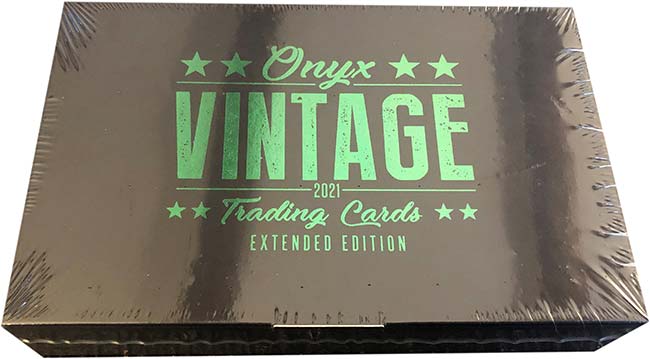 Onyx
VINTAGE
2021
Trading Cards
EXTENDED EDITION